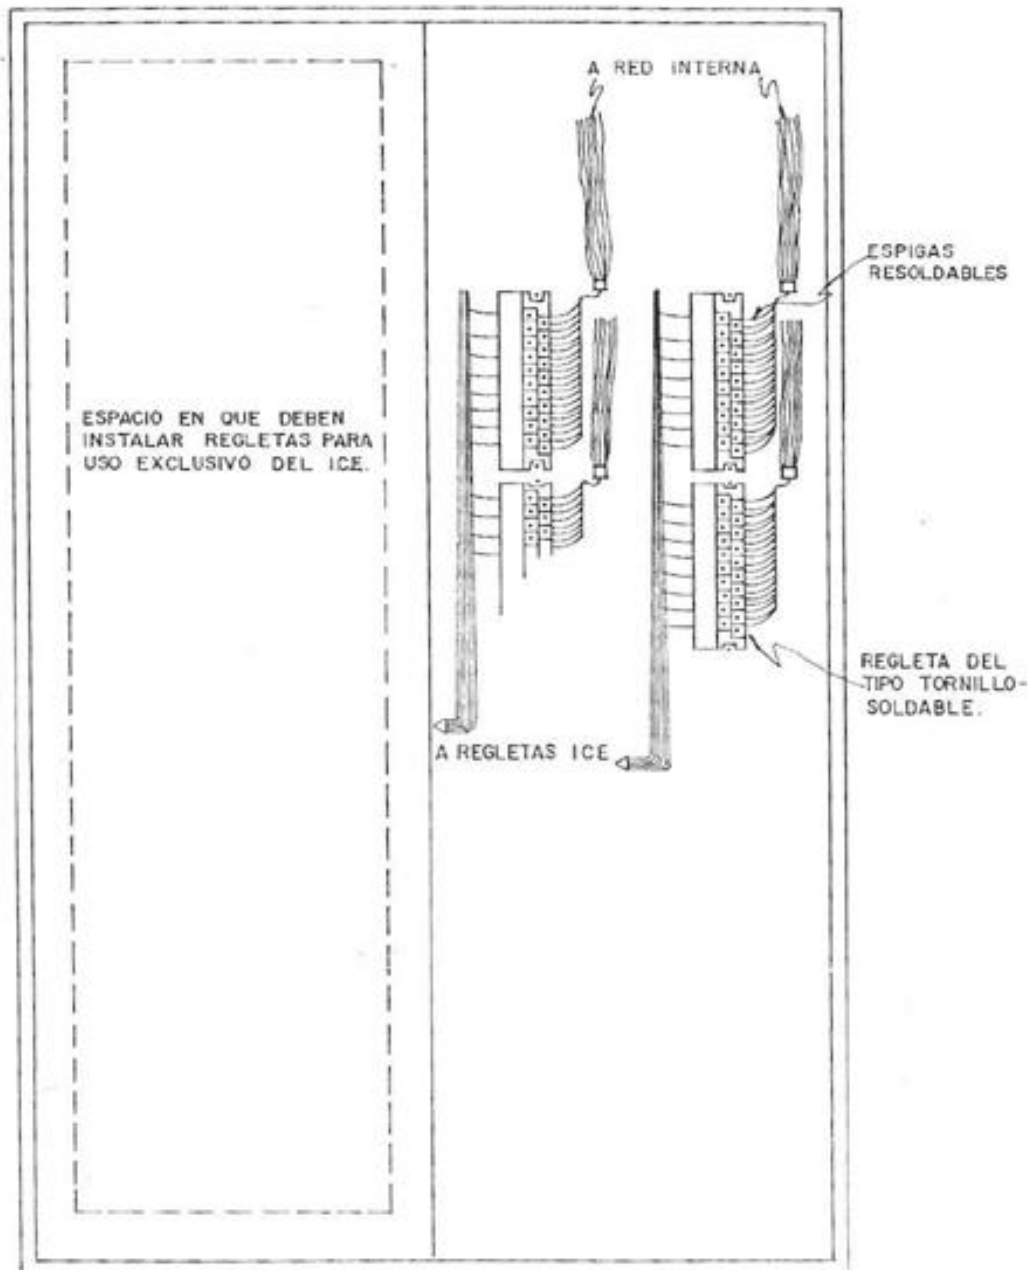 A RED INTERNA
ESPIGAS
RESOLDABLES
ESPACIO EN QUE DEBEN
INSTALAR REGLETAS PARA
USO EXCLUSIVO DEL I.C.E.
REGLETA DEL
TIPO TORNILLO-
SOLDABLE.
A REGLETAS ICE